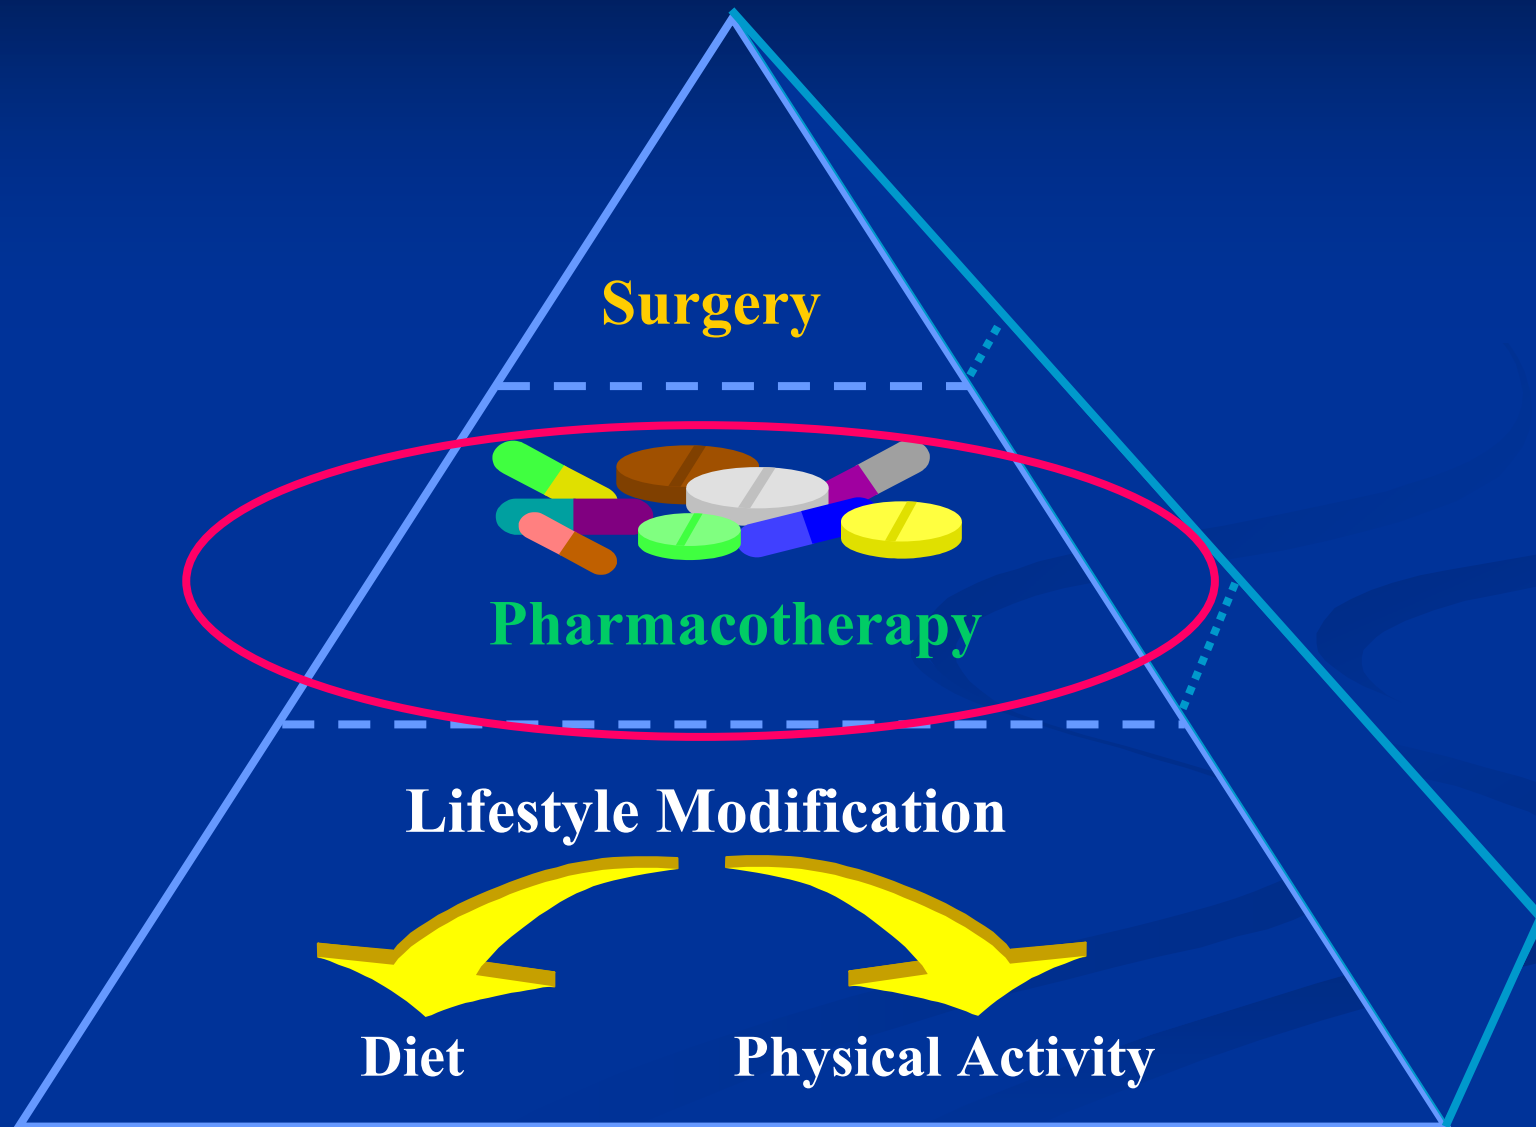 Surgery
Pharmacotherapy
Lifestyle Modification
Diet
Physical Activity